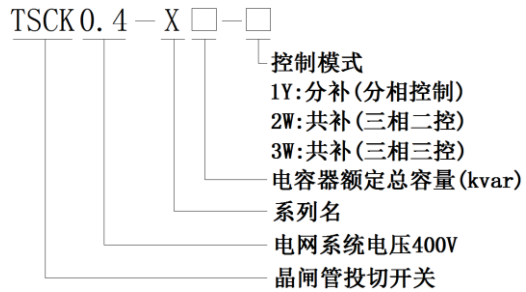 TSCK0.4-X□-□
控制模式
1Y:分补(分相控制)
2W:共补(三相二控)
3W:共补(三相三控)
电容器额定总容量(kvar)
系列名
电网系统电压400V
晶闸管投切开关